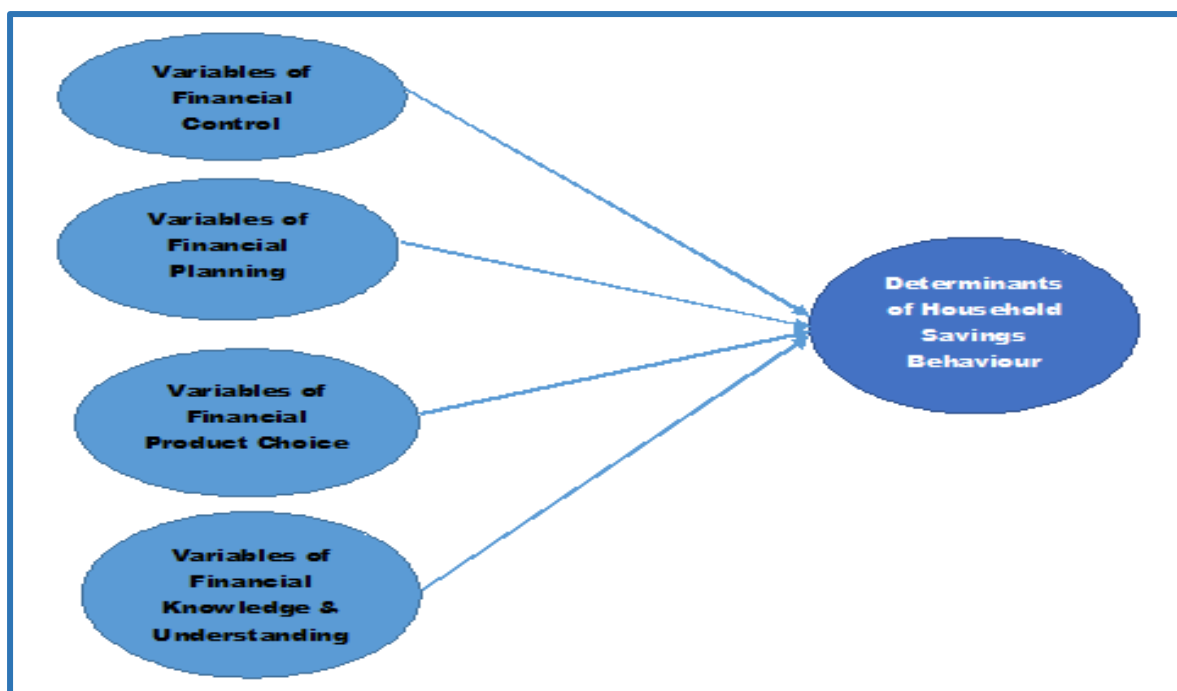 Variables of
Financial
Control
Variables of
Financial
Planning
Variables of
Financial
Product Choice
Variables of
Financial
Knowledge &
Understanding
Determinants
of Household
Savings
Behaviour